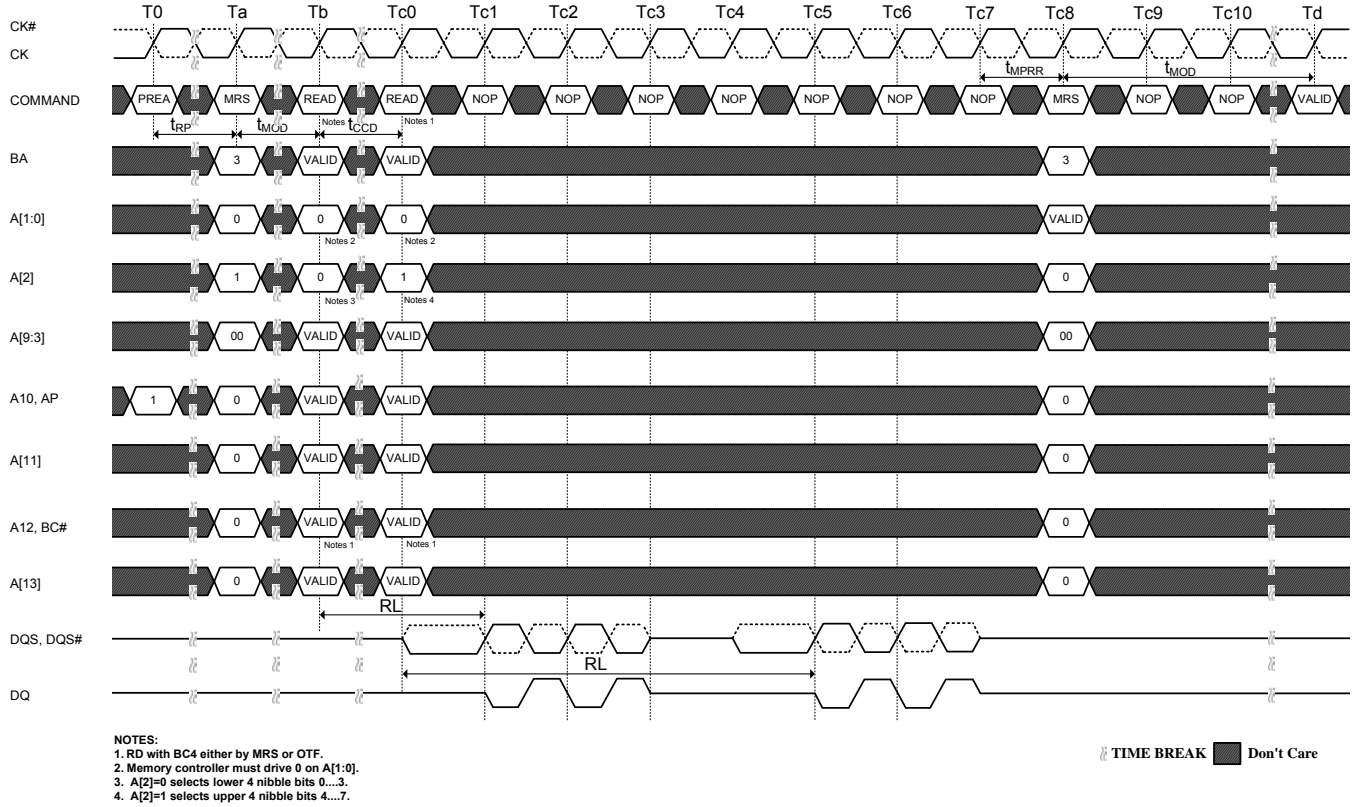 T0 Ta Tb Tc0 Tc1 Tc2 Tc3 Tc4 Tc5 Tc6 Tc7 Tc8 Tc9 Tc10 Td
CK#
CK
tMPRR tMOD
COMMAND PREA MRS READ READ NOP NOP NOP NOP NOP NOP NOP MRS NOP NOP VALID
Notes 1 Notes 1
tRP tMOD tCCD
BA 3 VALID VALID 3
A[1:0] 0 0 0 VALID
Notes 2 Notes 2
A[2] 1 0 1 0
Notes 3 Notes 4
A[9:3] 00 VALID VALID 00
A10, AP 1 0 VALID VALID 0
A[11] 0 VALID VALID 0
A12, BC# 0 VALID VALID 0
Notes 1 Notes 1
A[13] 0 VALID VALID 0
RL
DQS, DQS#
RL
DQ
NOTES:
1. RD with BC4 either by MRS or OTF.
2. Memory controller must drive 0 on A[1:0].
3. A[2]=0 selects lower 4 nibble bits 0....3.
4. A[2]=1 selects upper 4 nibble bits 4....7.
TIME BREAK Don't Care